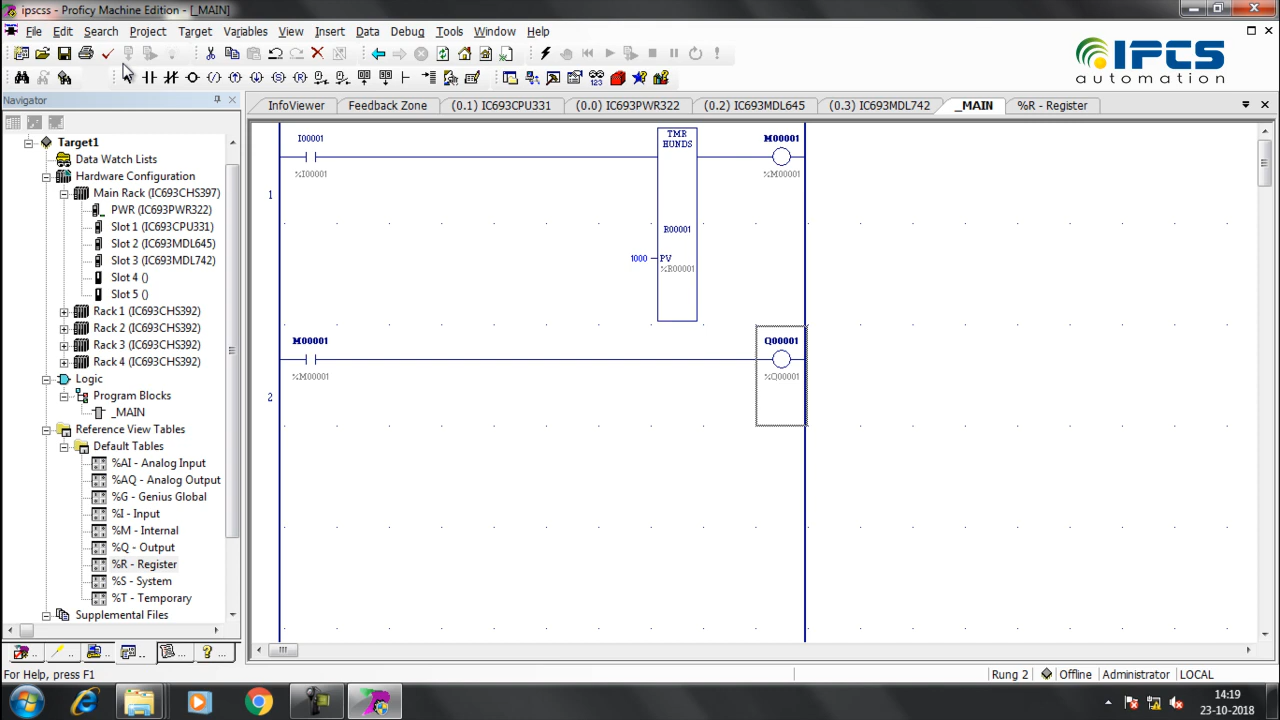 ipscss - Proficy Machine Edition - [_MAIN]
File Edit Search Project Target Variables View Insert Data Debug Tools Window Help
IPCS
automation
Navigator
InfoViewer Feedback Zone (0.1) IC693CPU331 (0.0) IC693PWR322 (0.2) IC693MDL645 (0.3) IC693MDL742 _MAIN %R - Register
Target1
Data Watch Lists
Hardware Configuration
Main Rack (IC693CHS397)
PWR (IC693PWR322)
Slot 1 (IC693CPU331)
Slot 2 (IC693MDL645)
Slot 3 (IC693MDL742)
Slot 4 ()
Slot 5 ()
Rack 1 (IC693CHS392)
Rack 2 (IC693CHS392)
Rack 3 (IC693CHS392)
Rack 4 (IC693CHS392)
Logic
Program Blocks
_MAIN
Reference View Tables
Default Tables
%AI - Analog Input
%AQ - Analog Output
%G - Genius Global
%I - Input
%M - Internal
%Q - Output
%R - Register
%S - System
%T - Temporary
Supplemental Files
I00001
%I00001
TMR
HUNDS
M00001
%M00001
1
R00001
1000 PV
%R00001
M00001
%M00001
Q00001
%Q00001
2
For Help, press F1
Rung 2 Offline Administrator LOCAL
14:19
23-10-2018